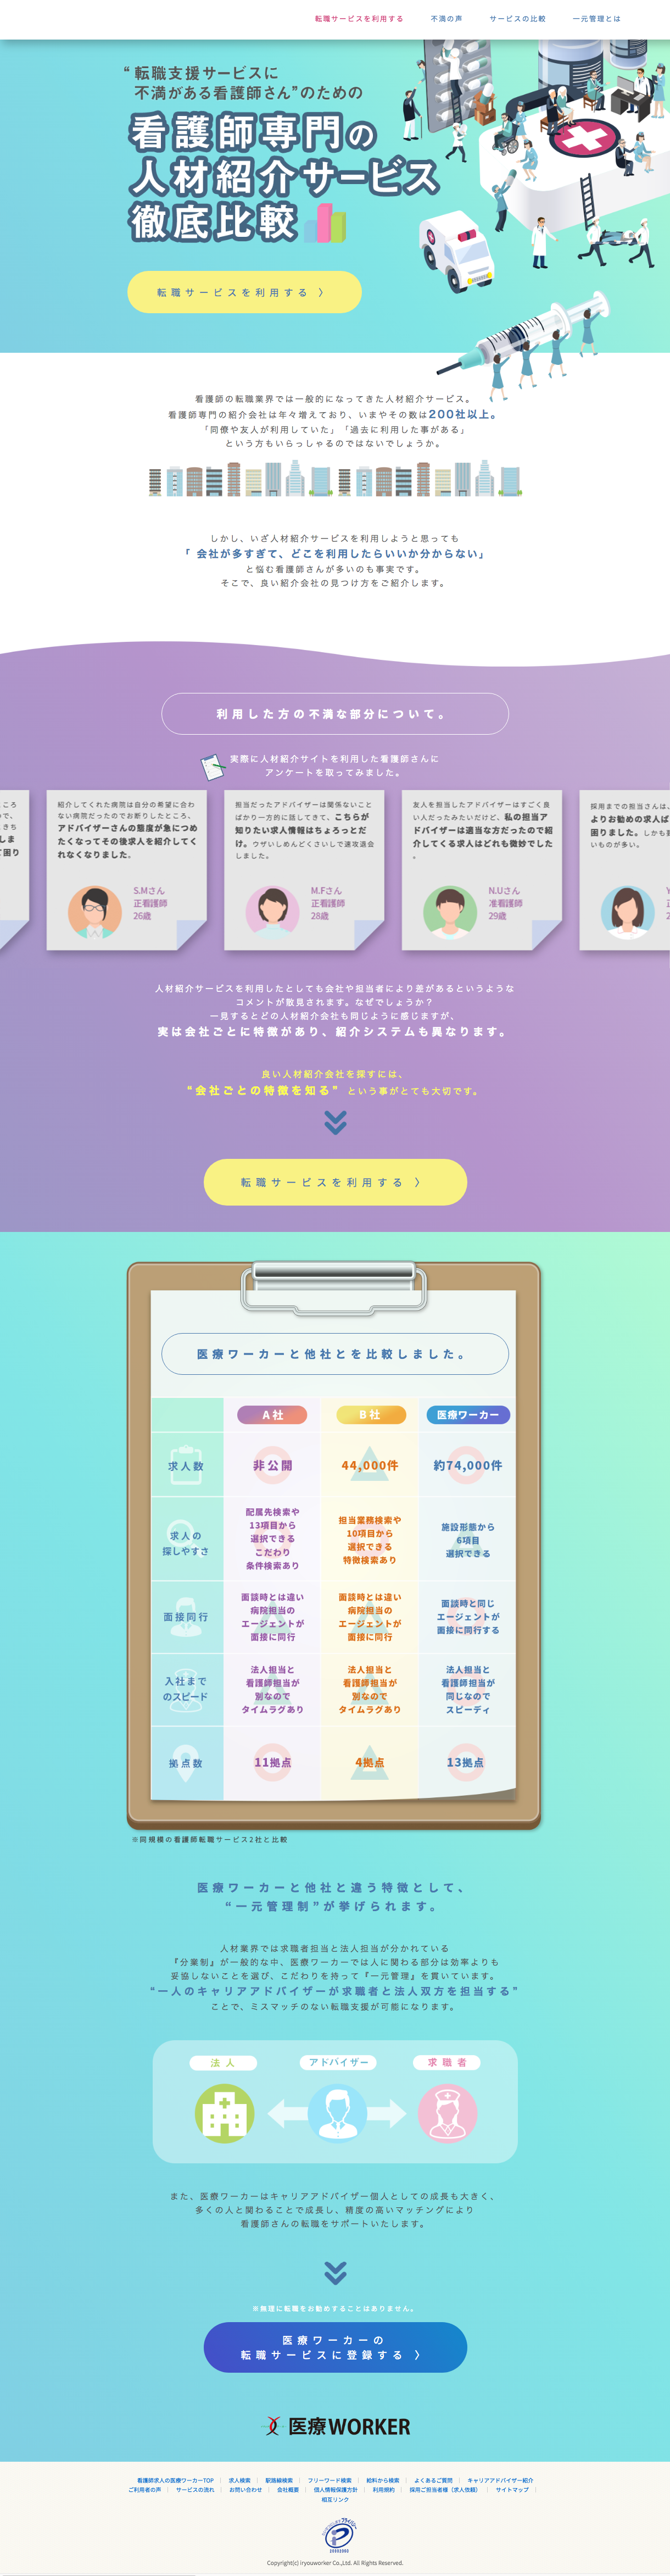 転職サービスを利用する 不満の声 サービスの比較 一元管理とは
“転職支援サービスに
不満がある看護師さん”のための
看護師専門の
人材紹介サービス
徹底比較
転職サービスを利用する 〉
看護師の転職業界では一般的になってきた人材紹介サービス。
看護師専門の紹介会社は年々増えており、いまやその数は200社以上。
「同僚や友人が利用していた」「過去に利用した事がある」
という方もいらっしゃるのではないでしょうか。
しかし、いざ人材紹介サービスを利用しようと思っても
「 会社が多すぎて、どこを利用したらいいか分からない」
と悩む看護師さんが多いのも事実です。
そこで、良い紹介会社の見つけ方をご紹介します。
利用した方の不満な部分について。
実際に人材紹介サイトを利用した看護師さんに
アンケートを取ってみました。
紹介してくれた病院は自分の希望に合わ
ない病院だったのでお断りしたところ、
アドバイザーさんの態度が急につめ
たくなってその後求人を紹介してく
れなくなりました。
S.Mさん
正看護師
26歳
担当だったアドバイザーは関係ないこと
ばかり一方的に話してきて、こちらが
知りたい求人情報はちょっとだ
け。ウザいしめんどくさいしで速攻退会
しました。
M.Fさん
正看護師
28歳
友人を担当したアドバイザーはすごく良
い人だったみたいだけど、私の担当ア
ドバイザーは適当な方だったので紹
介してくる求人はどれも微妙でした
。
N.Uさん
准看護師
29歳
採用までの担当さんは、
よりお勧めの求人ば
困りました。しかも
いものが多い。
人材紹介サービスを利用したとしても会社や担当者により差があるというような
コメントが散見されます。なぜでしょうか？
一見するとどの人材紹介会社も同じように感じますが、
実は会社ごとに特徴があり、紹介システムも異なります。
良い人材紹介会社を探すには、
“会社ごとの特徴を知る” という事がとても大切です。
転職サービスを利用する 〉
医療ワーカーと他社とを比較しました。
A社 B社 医療ワーカー
求人数 非公開 44,000件 約74,000件
求人の
探しやすさ
配属先検索や
13項目から
選択できる
こだわり
条件検索あり
担当業務検索や
10項目から
選択できる
特徴検索あり
施設形態から
6項目
選択できる
面接同行
面談時とは違い
病院担当の
エージェントが
面接に同行
面談時とは違い
病院担当の
エージェントが
面接に同行
面談時と同じ
エージェントが
面接に同行する
入社まで
のスピード
法人担当と
看護師担当が
別なので
タイムラグあり
法人担当と
看護師担当が
別なので
タイムラグあり
法人担当と
看護師担当が
同じなので
スピーディ
拠点数 11拠点 4拠点 13拠点
※同規模の看護師転職サービス2社と比較
医療ワーカーと他社と違う特徴として、
“一元管理制”が挙げられます。
人材業界では求職者担当と法人担当が分かれている
『分業制』が一般的な中、医療ワーカーでは人に関わる部分は効率よりも
妥協しないことを選び、こだわりを持って『一元管理』を貫いています。
“一人のキャリアアドバイザーが求職者と法人双方を担当する”
ことで、ミスマッチのない転職支援が可能になります。
法人 アドバイザー 求職者
また、医療ワーカーはキャリアアドバイザー個人としての成長も大きく、
多くの人と関わることで成長し、精度の高いマッチングにより
看護師さんの転職をサポートいたします。
※無理に転職をお勧めすることはありません。
医療ワーカーの
転職サービスに登録する 〉
医療WORKER
看護師求人の医療ワーカーTOP | 求人検索 | 駅路線検索 | フリーワード検索 | 給料から検索 | よくあるご質問 | キャリアアドバイザー紹介
ご利用者の声 | サービスの流れ | お問い合わせ | 会社概要 | 個人情報保護方針 | 利用規約 | 採用ご担当者様（求人依頼） | サイトマップ |
相互リンク
Copyright(c) iryouworker Co.,Ltd. All Rights Reserved.